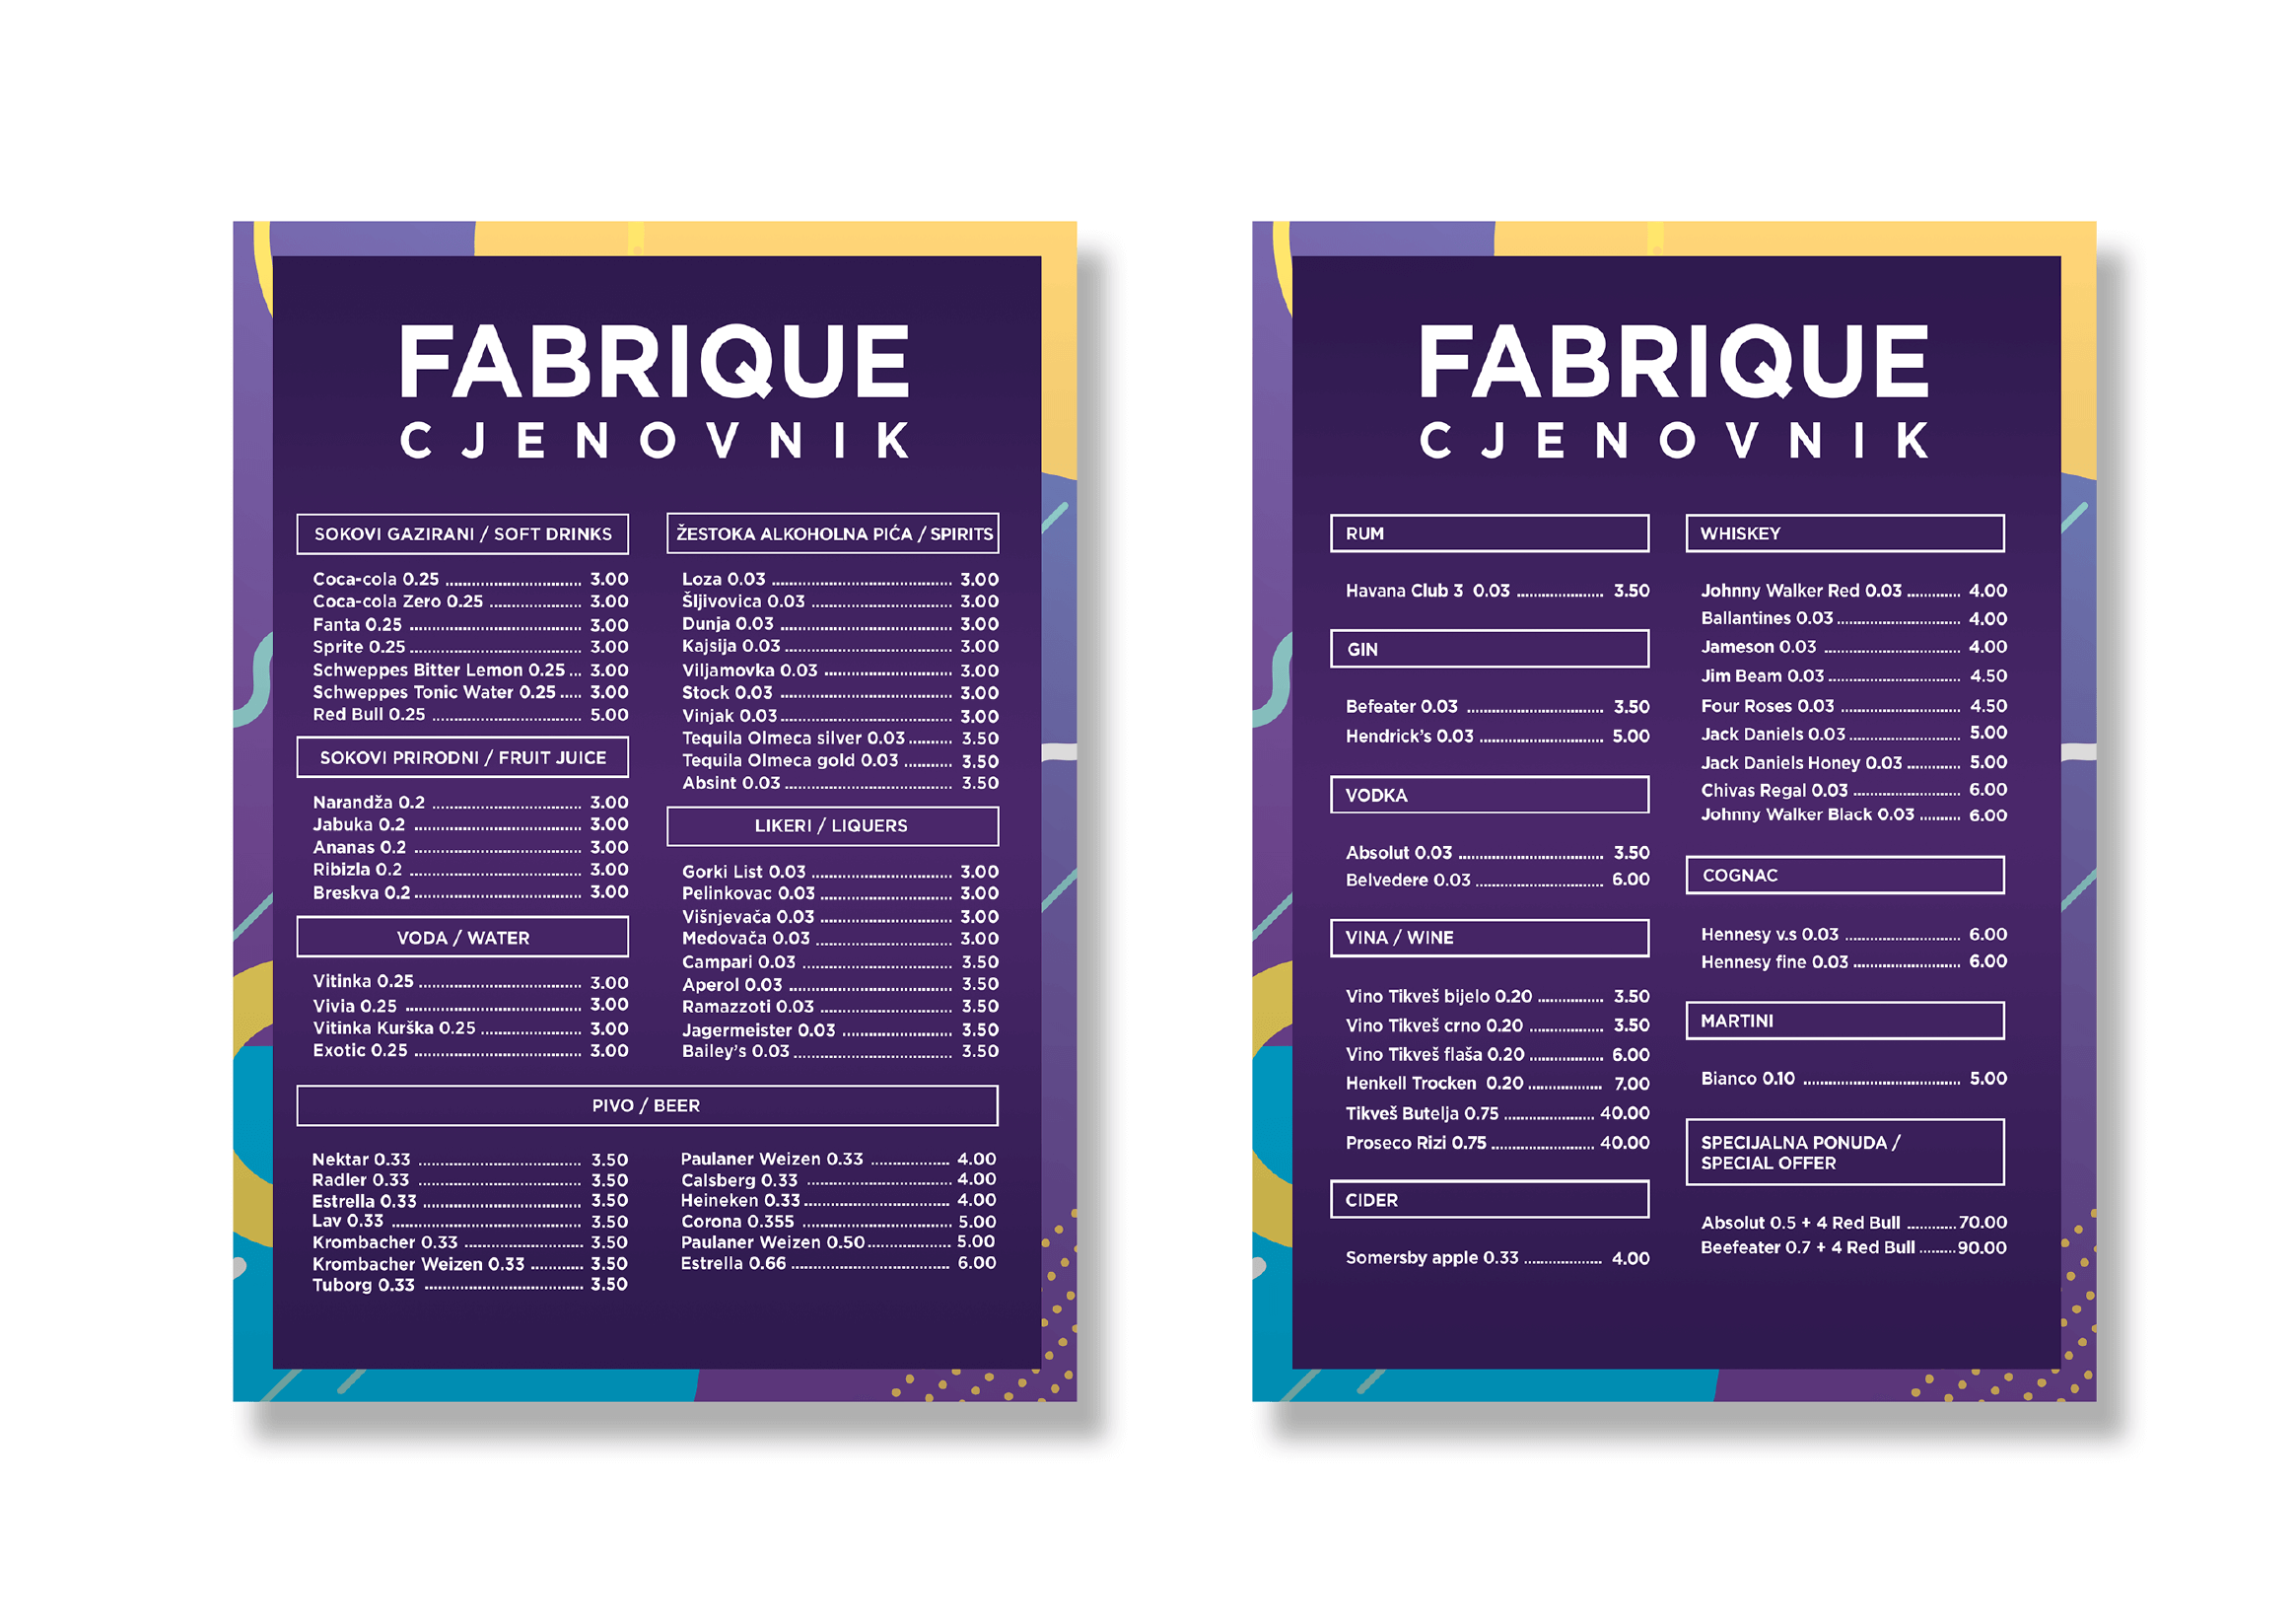 FABRIQUE
CJENOVNIK
SOKOVI GAZIRANI / SOFT DRINKS
Coca-cola 0.25 ........ 3.00
Coca-cola Zero 0.25 ........ 3.00
Fanta 0.25 ........ 3.00
Sprite 0.25 ........ 3.00
Schweppes Bitter Lemon 0.25 ... 3.00
Schweppes Tonic Water 0.25 ..... 3.00
Red Bull 0.25 ........ 5.00
SOKOVI PRIRODNI / FRUIT JUICE
Narandža 0.2 ........ 3.00
Jabuka 0.2 ........ 3.00
Ananas 0.2 ........ 3.00
Ribizla 0.2 ........ 3.00
Breskva 0.2 ........ 3.00
VODA / WATER
Vitinka 0.25 ........ 3.00
Vivia 0.25 ........ 3.00
Vitinka Kurška 0.25 ........ 3.00
Exotic 0.25 ........ 3.00
ŽESTOKA ALKOHOLNA PIĆA / SPIRITS
Loza 0.03 ........ 3.00
Šljivovica 0.03 ........ 3.00
Dunja 0.03 ........ 3.00
Kajsija 0.03 ........ 3.00
Viljamovka 0.03 ........ 3.00
Stock 0.03 ........ 3.00
Vinjak 0.03 ........ 3.00
Tequila Olmeca silver 0.03 ........ 3.50
Tequila Olmeca gold 0.03 ........ 3.50
Absint 0.03 ........ 3.50
LIKERI / LIQUERS
Gorki List 0.03 ........ 3.00
Pelinkovac 0.03 ........ 3.00
Višnjevača 0.03 ........ 3.00
Medovača 0.03 ........ 3.00
Campari 0.03 ........ 3.50
Aperol 0.03 ........ 3.50
Ramazzoti 0.03 ........ 3.50
Jagermeister 0.03 ........ 3.50
Bailey's 0.03 ........ 3.50
PIVO / BEER
Nektar 0.33 ........ 3.50
Radler 0.33 ........ 3.50
Estrella 0.33 ........ 3.50
Lav 0.33 ........ 3.50
Krombacher 0.33 ........ 3.50
Krombacher Weizen 0.33 ........ 3.50
Tuborg 0.33 ........ 3.50
Paulaner Weizen 0.33 ........ 4.00
Calsberg 0.33 ........ 4.00
Heineken 0.33 ........ 4.00
Corona 0.355 ........ 5.00
Paulaner Weizen 0.50 ........ 5.00
Estrella 0.66 ........ 6.00
FABRIQUE
CJENOVNIK
RUM
Havana Club 3 0.03 ........ 3.50
GIN
Befeater 0.03 ........ 3.50
Hendrick's 0.03 ........ 5.00
VODKA
Absolut 0.03 ........ 3.50
Belvedere 0.03 ........ 6.00
VINA / WINE
Vino Tikveš bijelo 0.20 ........ 3.50
Vino Tikveš crno 0.20 ........ 3.50
Vino Tikveš flaša 0.20 ........ 6.00
Henkell Trocken 0.20 ........ 7.00
Tikveš Butelja 0.75 ........ 40.00
Proseco Rizi 0.75 ........ 40.00
CIDER
Somersby apple 0.33 ........ 4.00
WHISKEY
Johnny Walker Red 0.03 ........ 4.00
Ballantines 0.03 ........ 4.00
Jameson 0.03 ........ 4.00
Jim Beam 0.03 ........ 4.50
Four Roses 0.03 ........ 4.50
Jack Daniels 0.03 ........ 5.00
Jack Daniels Honey 0.03 ........ 5.00
Chivas Regal 0.03 ........ 6.00
Johnny Walker Black 0.03 ........ 6.00
COGNAC
Hennesy v.s 0.03 ........ 6.00
Hennesy fine 0.03 ........ 6.00
MARTINI
Bianco 0.10 ........ 5.00
SPECIJALNA PONUDA /
SPECIAL OFFER
Absolut 0.5 + 4 Red Bull ........ 70.00
Beefeater 0.7 + 4 Red Bull ........ 90.00